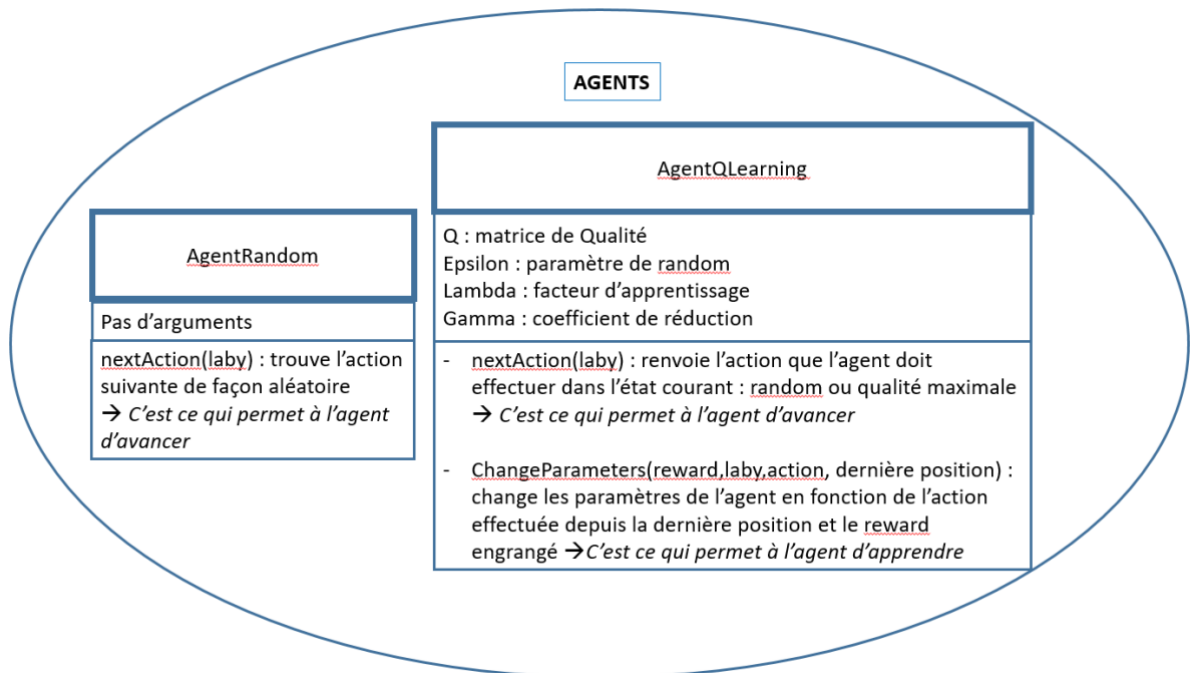 AGENTS
AgentRandom
Pas d'arguments
nextAction(laby) : trouve l'action
suivante de façon aléatoire
→ C'est ce qui permet à l'agent
d'avancer
AgentQLearning
Q : matrice de Qualité
Epsilon : paramètre de random
Lambda : facteur d'apprentissage
Gamma : coefficient de réduction
- nextAction(laby) : renvoie l'action que l'agent doit
effectuer dans l'état courant : random ou qualité maximale
→ C'est ce qui permet à l'agent d'avancer
- ChangeParameters(reward,laby,action, dernière position) :
change les paramètres de l'agent en fonction de l'action
effectuée depuis la dernière position et le reward
engrangé →C'est ce qui permet à l'agent d'apprendre